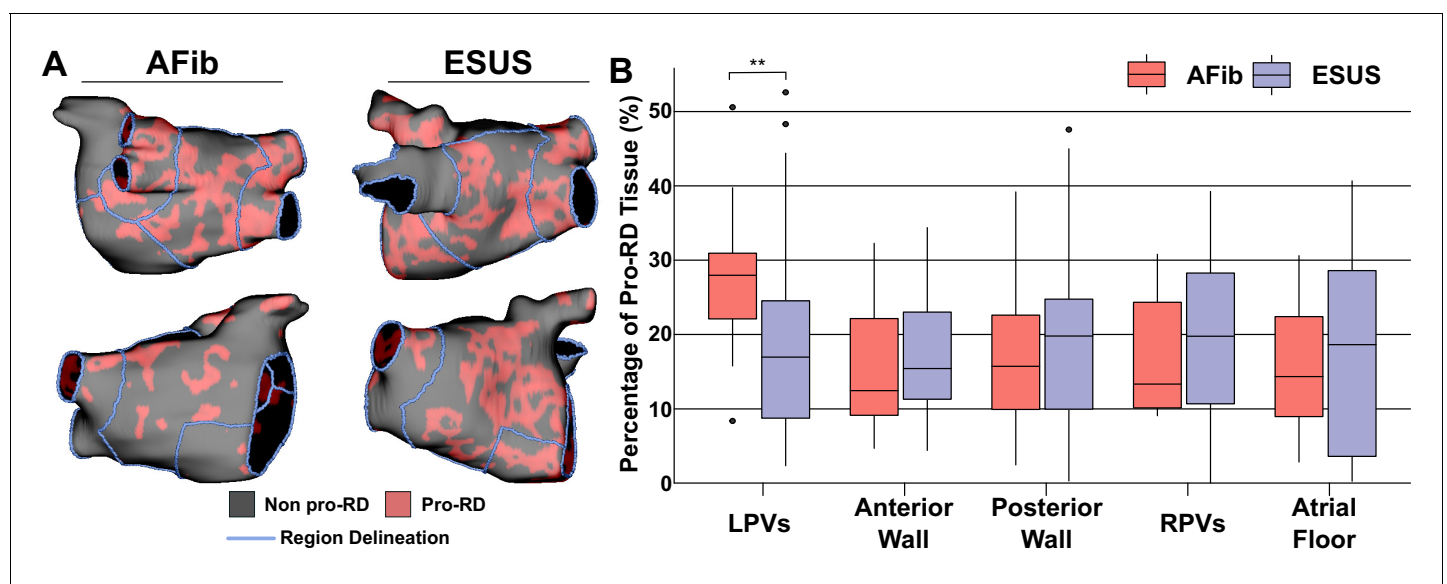 A
AFib
ESUS
Non pro-RD
Pro-RD
Region Delineation
B
**
AFib
ESUS
Percentage of Pro-RD Tissue (%)
50
40
30
20
10
0
LPVs
Anterior
Wall
Posterior
Wall
RPVs
Atrial
Floor